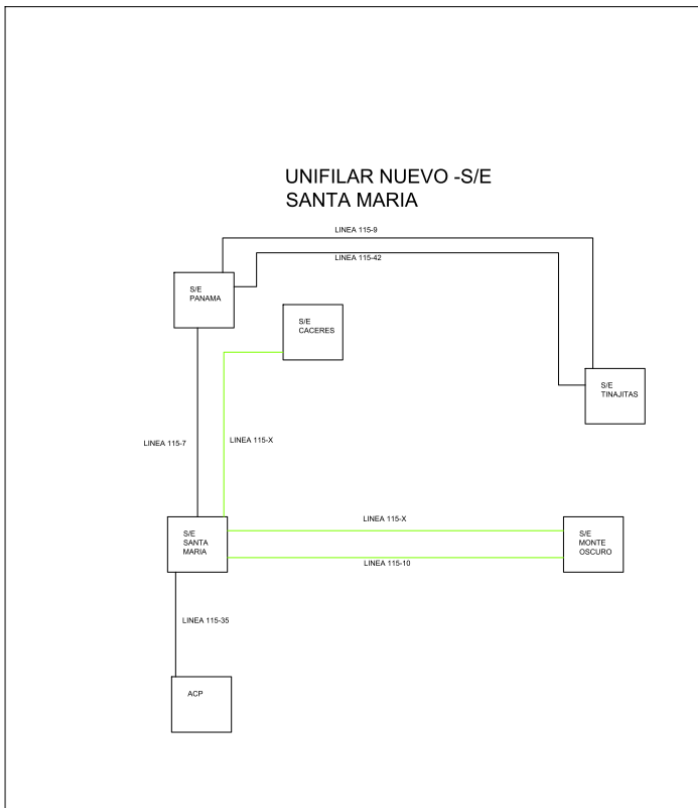 UNIFILAR NUEVO -S/E
SANTA MARIA
LINEA 115-9
LINEA 115-42
S/E
PANAMA
S/E
CACERES
S/E
TINAJITAS
LINEA 115-7
LINEA 115-X
LINEA 115-X
S/E
SANTA
MARIA
S/E
MONTE
OSCURO
LINEA 115-10
LINEA 115-35
ACP